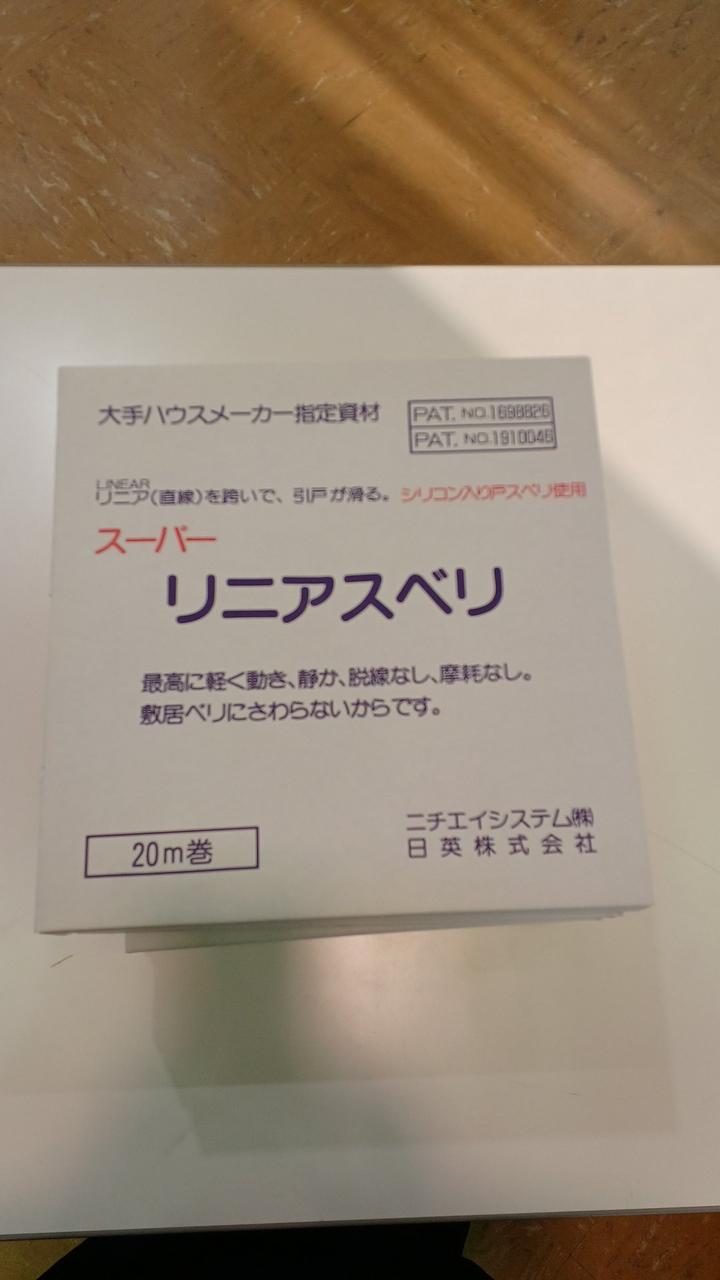 大手ハウスメーカー指定資材
PAT. NO.1698826
PAT. NO.1910046
LINEAR
リニア(直線)を跨いで、引戸が滑る。シリコン入り戸スベリ使用
スーパー
リニアスベリ
最高に軽く動き、静か、脱線なし、摩耗なし。
敷居ベリにさわらないからです。
20m巻
ニチエイシステム㈱
日英株式会社